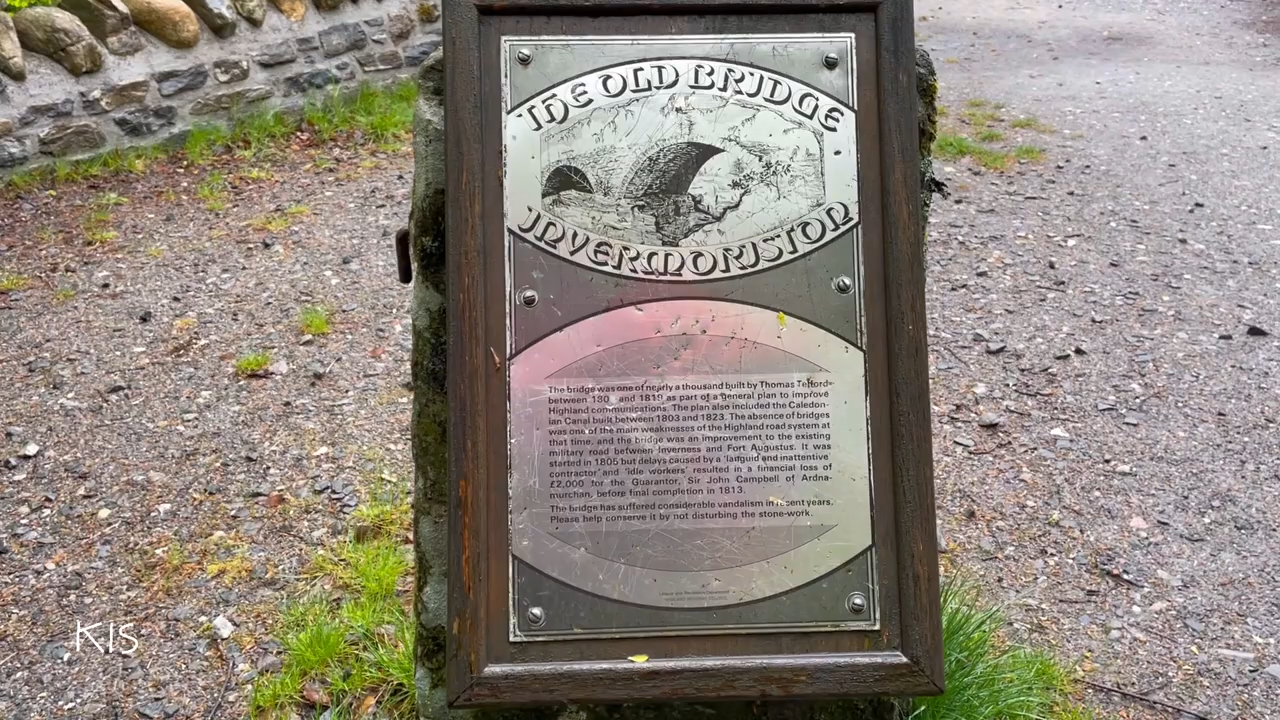 THE OLD BRIDGE
INVERMORISTON
The bridge was one of nearly a thousand built by Thomas Telford
between 180 and 1819 as part of a general plan to improve
Highland communications. The plan also included the Caledon-
ian Canal built between 1803 and 1823. The absence of bridges
was one of the main weaknesses of the Highland road system at
that time, and the bridge was an improvement to the existing
military road between Inverness and Fort Augustus. It was
started in 1805 but delays caused by a 'languid and inattentive
contractor' and 'idle workers' resulted in a financial loss of
£2,000 for the Guarantor, Sir John Campbell of Ardna-
murchan, before final completion in 1813.
The bridge has suffered considerable vandalism in recent years.
Please help conserve it by not disturbing the stone-work.
Leisure and Recreation Department
KIS